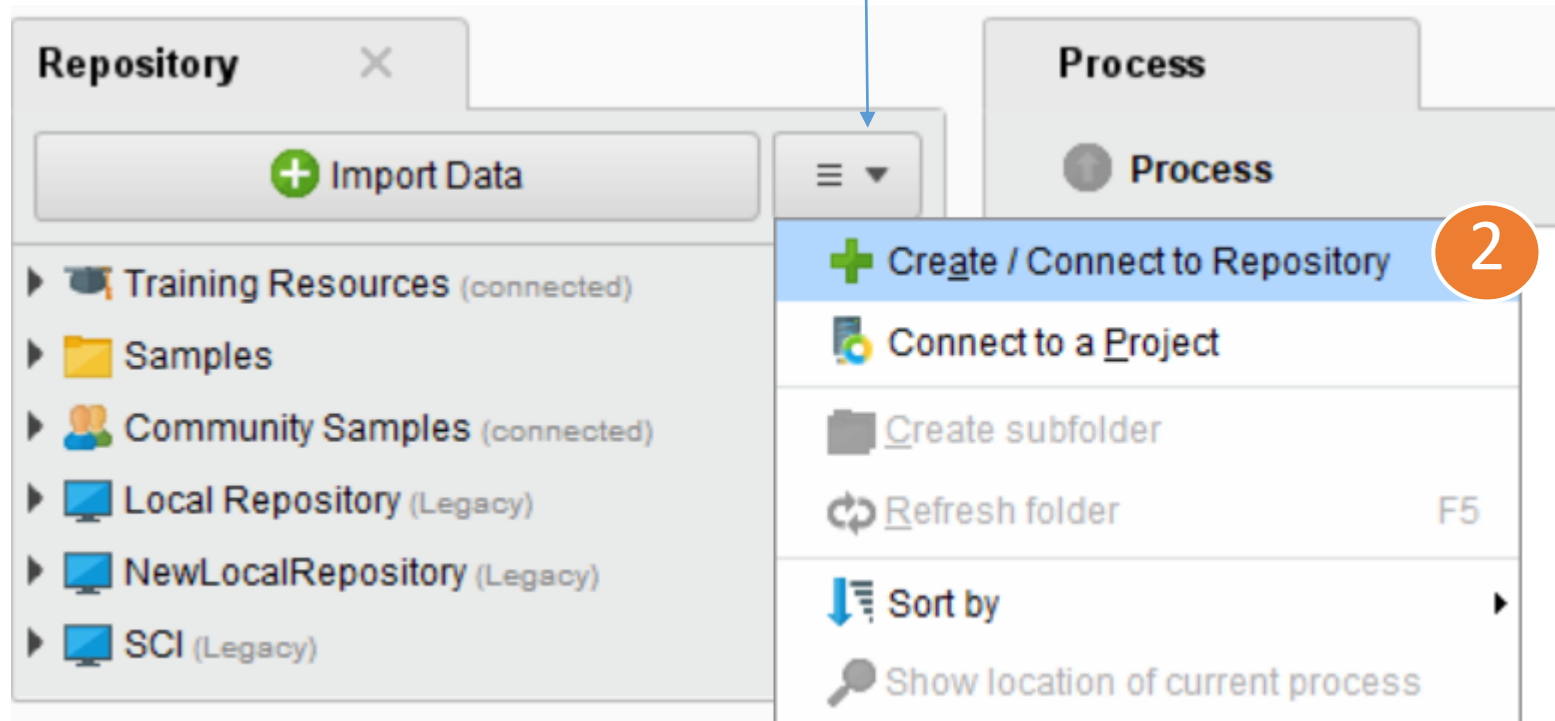 Repository
Process
Import Data
Process
Training Resources (connected)
Samples
Community Samples (connected)
Local Repository (Legacy)
NewLocalRepository (Legacy)
SCI (Legacy)
Create / Connect to Repository
2
Connect to a Project
Create subfolder
Refresh folder F5
Sort by
Show location of current process